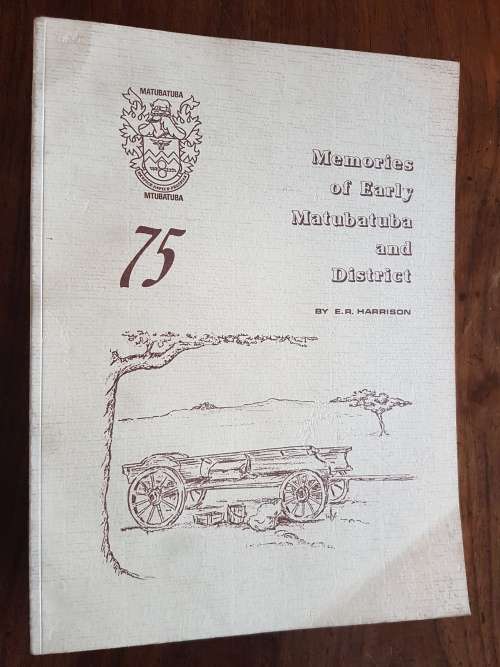 MATUBATUBA
MTUBATUBA
75
Memories
of Early
Matubatuba
and
District
BY E.R. HARRISON